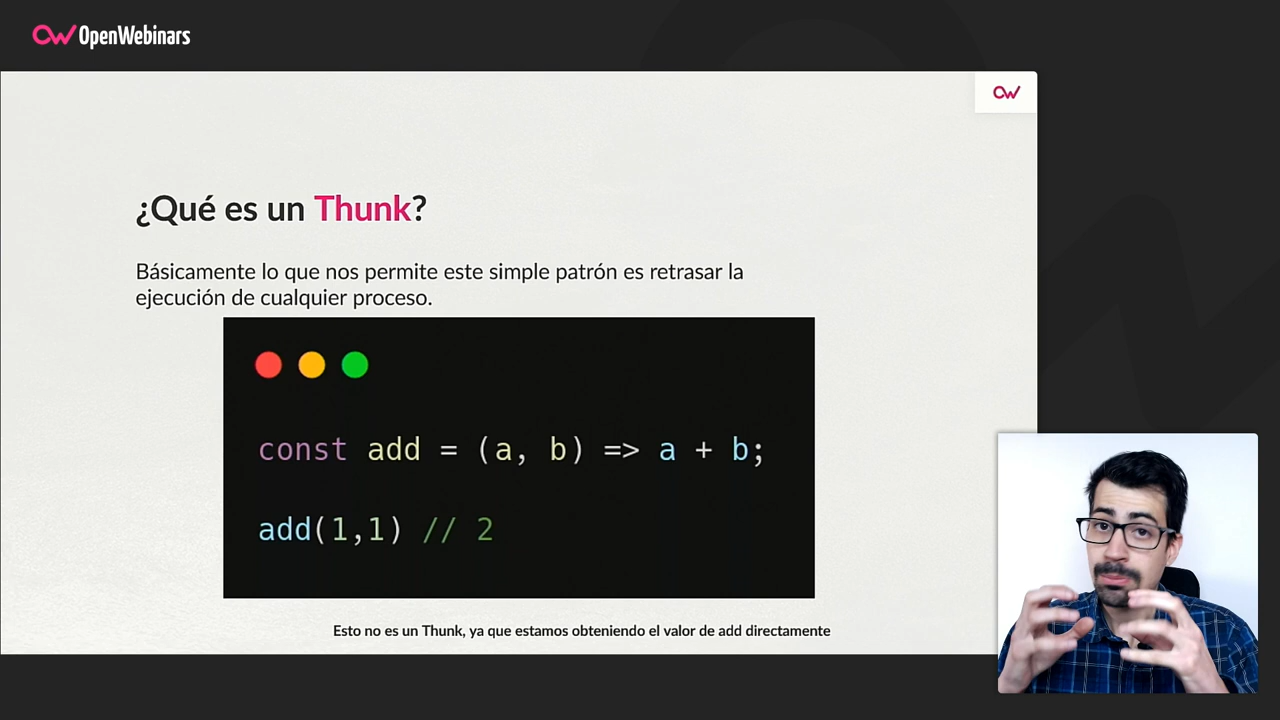 OW OpenWebinars
OW
¿Qué es un Thunk?
Básicamente lo que nos permite este simple patrón es retrasar la
ejecución de cualquier proceso.
const add = (a, b) => a + b;
add(1,1) // 2
Esto no es un Thunk, ya que estamos obteniendo el valor de add directamente